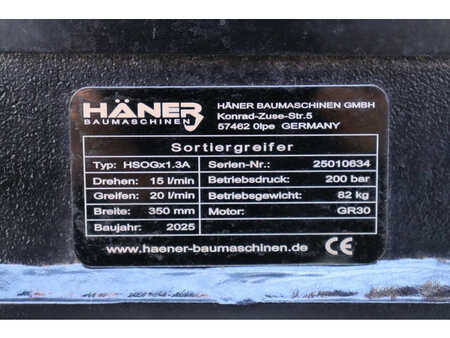 HÄNER
BAUMASCHINEN
HÄNER BAUMASCHINEN GMBH
Konrad-Zuse-Str.5
57462 Olpe GERMANY
Sortiergreifer
Typ: HSOGx1.3A Serien-Nr.: 25010634
Drehen: 15 l/min Betriebsdruck: 200 bar
Greifen: 20 l/min Betriebsgewicht: 82 kg
Breite: 350 mm Motor: GR30
Baujahr: 2025
www.haener-baumaschinen.de CE